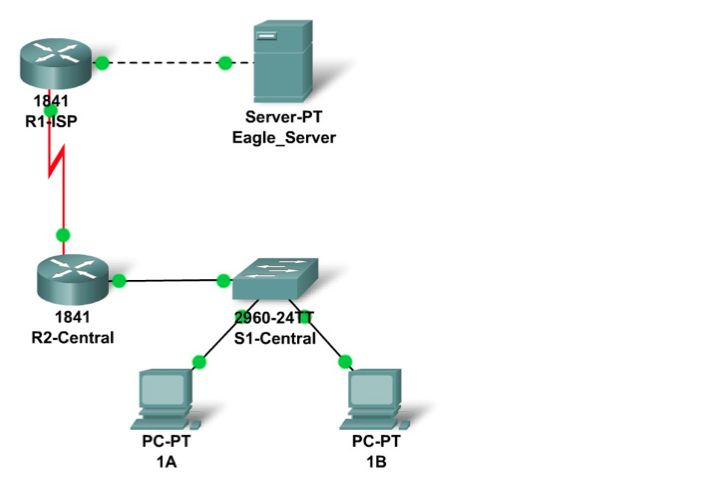 1841
R1-ISP
Server-PT
Eagle_Server
1841
R2-Central
2960-24TT
S1-Central
PC-PT
1A
PC-PT
1B